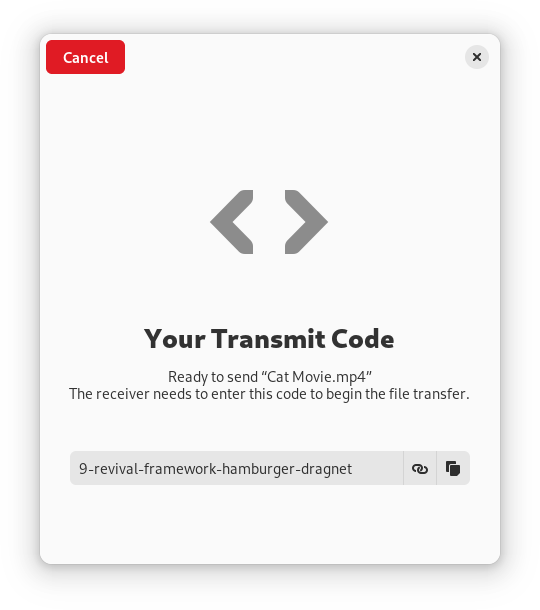 Cancel
Your Transmit Code
Ready to send “Cat Movie.mp4”
The receiver needs to enter this code to begin the file transfer.
9-revival-framework-hamburger-dragnet